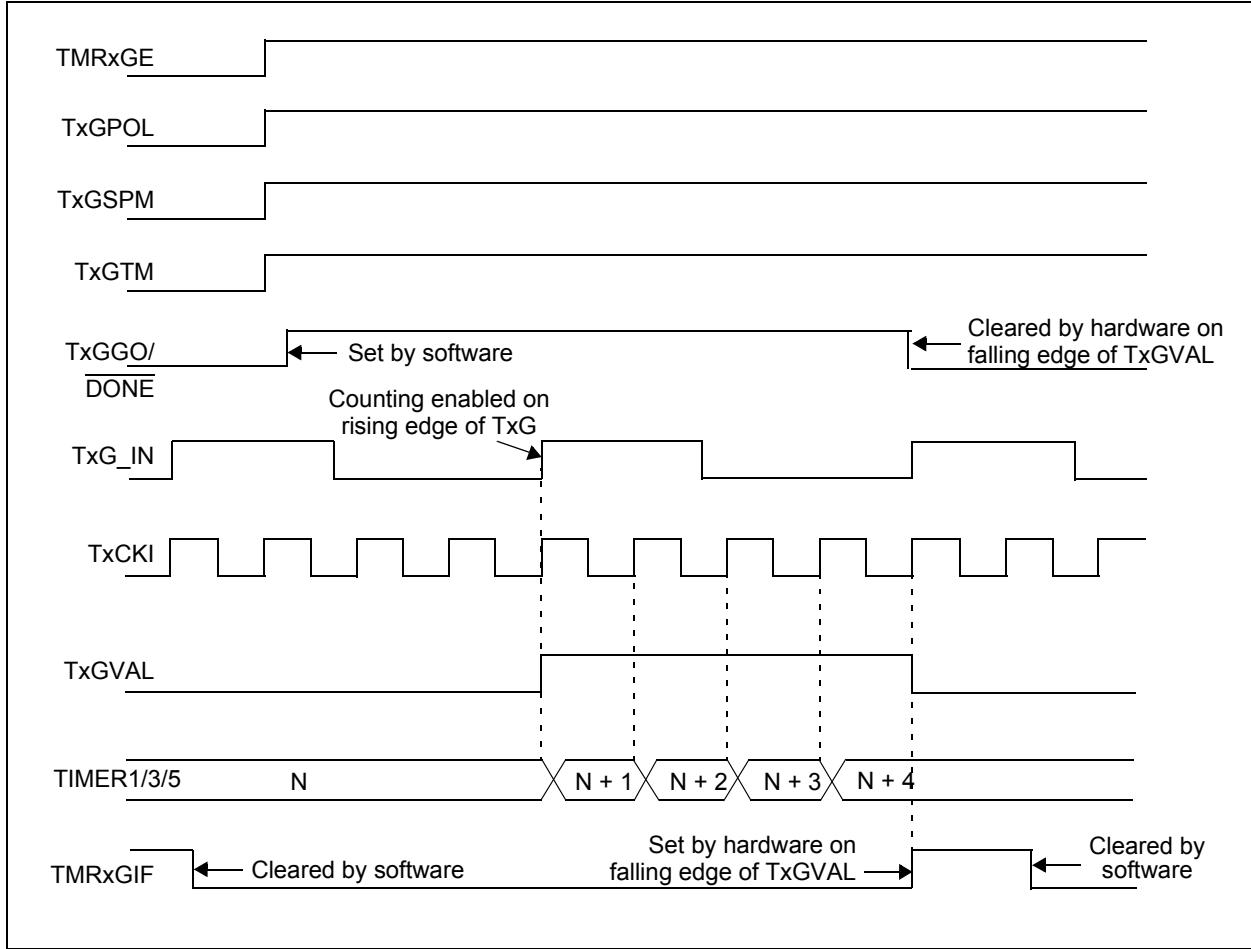 TMRxGE
TxGPOL
TxGSPM
TxGTM
TxGGO/
DONE
Set by software
Cleared by hardware on
falling edge of TxGVAL
Counting enabled on
rising edge of TxG
TxG_IN
TxCKI
TxGVAL
TIMER1/3/5
N
N + 1
N + 2
N + 3
N + 4
TMRxGIF
Cleared by software
Set by hardware on
falling edge of TxGVAL
Cleared by
software